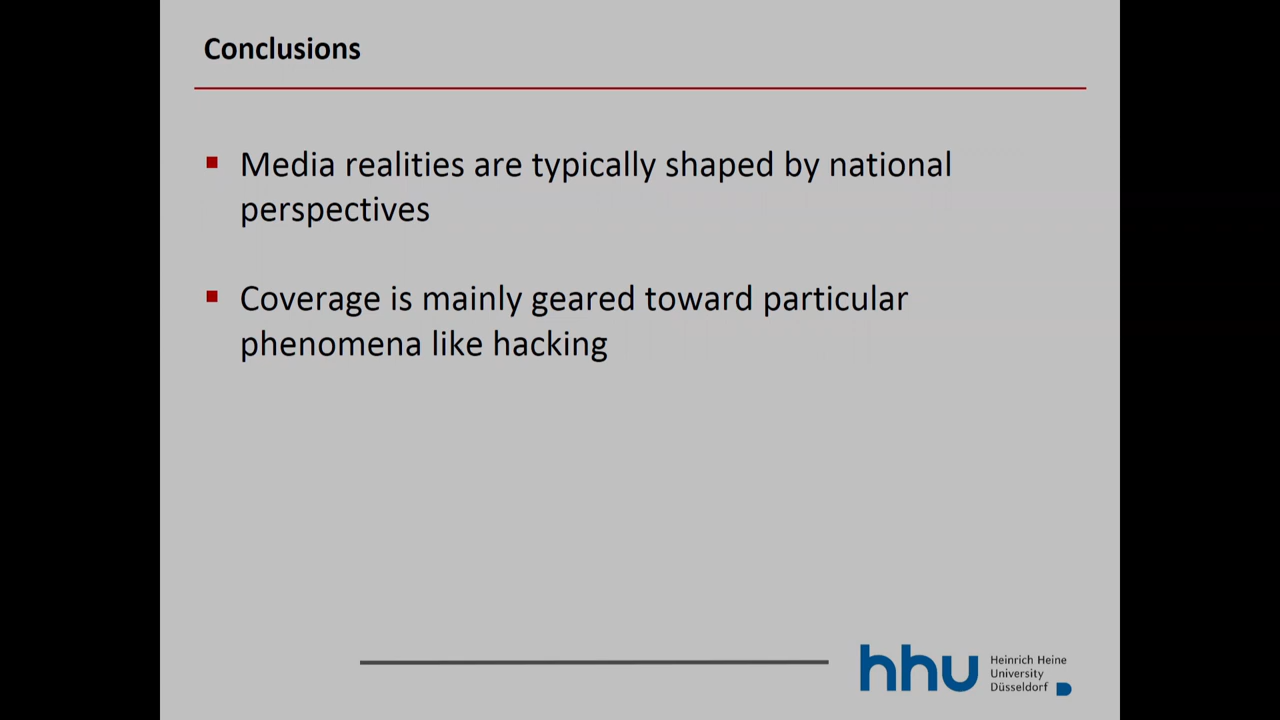 Conclusions
Media realities are typically shaped by national
perspectives
Coverage is mainly geared toward particular
phenomena like hacking
hhu
Heinrich Heine
University
Düsseldorf